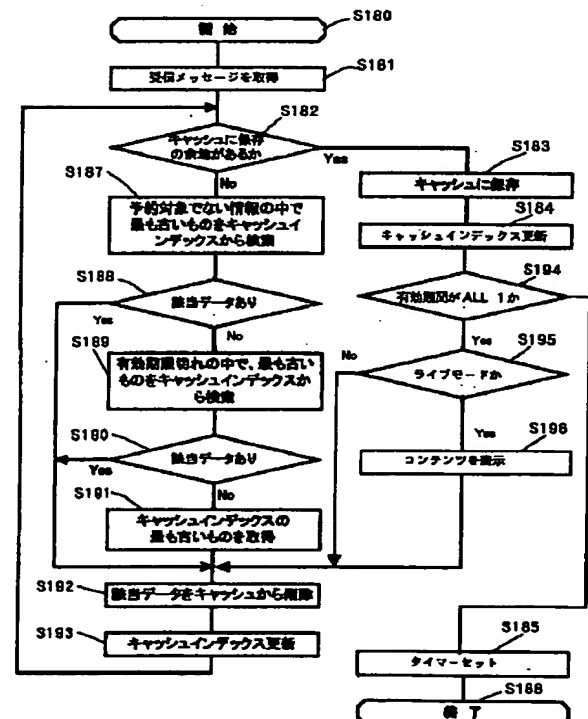 S180
開始
S181
受信メッセージを取得
S182
キャッシュに保存
の余地があるか
Yes
No
S183
キャッシュに保存
S184
キャッシュインデックス更新
S187
予約対象でない情報の中で
最も古いものをキャッシュイ
ンデックスから検索
S194
有効期間がALL 1か
Yes
S188
該当データあり
Yes
No
S195
ライブモードか
No
Yes
S189
有効期限切れの中で、最も古い
ものをキャッシュインデックスか
ら検索
S196
コンテンツを表示
S190
該当データあり
Yes
No
S191
キャッシュインデックスの
最も古いものを取得
S192
該当データをキャッシュから削除
S193
キャッシュインデックス更新
S185
タイマーセット
S186
終了